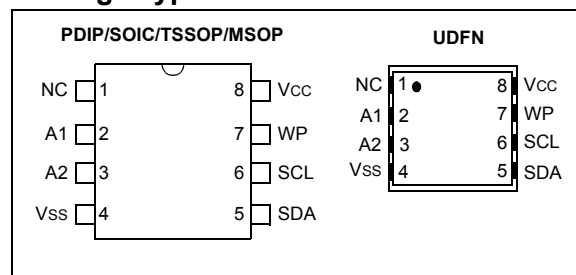 PDIP/SOIC/TSSOP/MSOP
NC 1 8 VCC
A1 2 7 WP
A2 3 6 SCL
VSS 4 5 SDA
UDFN
NC 1 8 VCC
A1 2 7 WP
A2 3 6 SCL
VSS 4 5 SDA